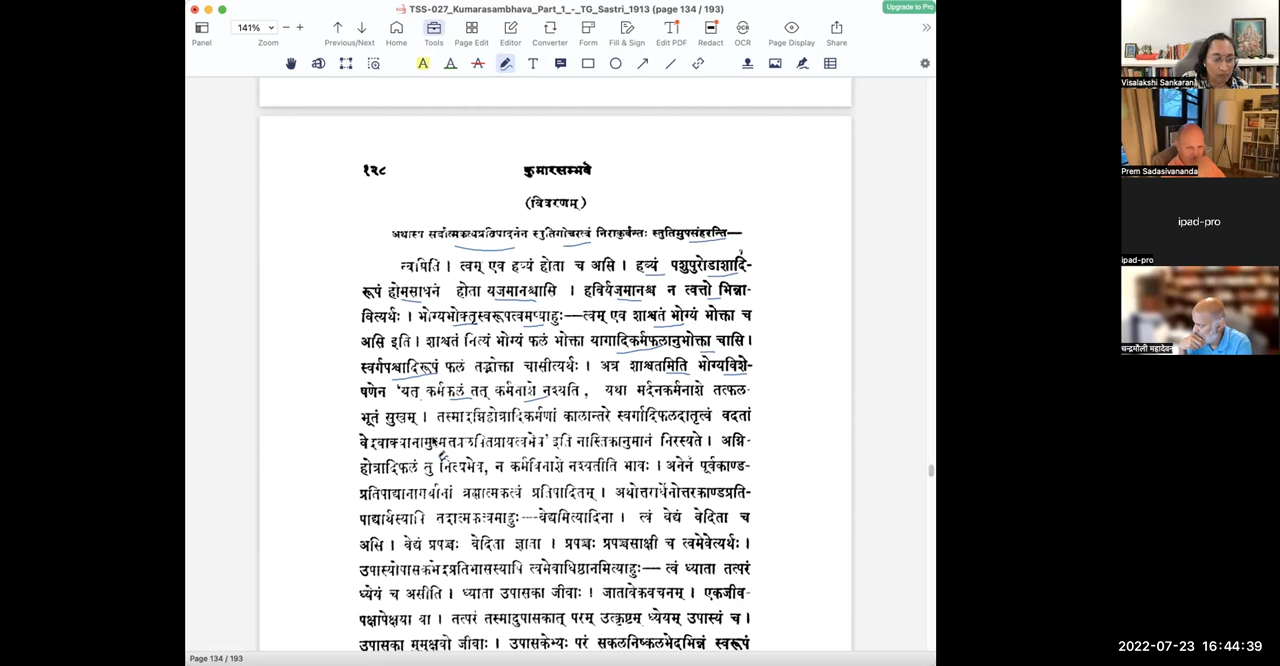 TSS-027_Kumarasambhava_Part_1_-_TG_Sastri_1913 (page 134 / 193)
Upgrade to Pro
141%
Panel Zoom Previous/Next Home Tools Page Edit Editor Converter Form Fill & Sign Edit PDF Redact OCR Page Display Share
१२८ कुमारसम्भवे
(विवरणम्)
अथास्य सर्वात्मकत्वप्रतिपादनेन स्तुतिगोचरत्वं निराकुर्वन्तः स्तुतिमुपसंहरन्ति—
त्वमिति । त्वम् एव हव्यं होता च असि । हव्यं पशुपुरोडाशादि-
रूपं होमसाधनं होता यजमानश्चासि । हविर्यजमानश्च न त्वत्तो भिन्ना-
वित्यर्थः । भोग्यभोक्तृस्वरूपत्वमप्याहुः—त्वम् एव शाश्वतं भोग्यं भोक्ता च
असि इति । शाश्वतं नित्यं भोग्यं फलं भोक्ता यागादिकर्मफलानुभोक्ता चासि ।
स्वर्गपश्वादिरूपं फलं तद्भोक्ता चासीत्यर्थः । अत्र शाश्वतमिति भोग्यविशे-
षणेन 'यत् कर्मफलं तत् कर्मनाशे नश्यति, यथा मर्दनकर्मनाशे तत्फल-
भूतं सुखम् । तस्मादग्निहोत्रादिकर्मणां कालान्तरे स्वर्गादिफलदातृत्वं वदतां
इति नास्तिकानुमानं निरस्यते । अग्नि-
होत्रादिफलं तु नित्यमेव, न कर्मविनाशे नश्यतीति भावः । अनेन पूर्वकाण्ड-
प्रतिपाद्यानामर्थानां ब्रह्मात्मकत्वं प्रतिपादितम् । अथोत्तरार्धेनोत्तरकाण्डप्रति-
पाद्यार्थस्यापि तदात्मकत्वमाहुः---वेद्यमित्यादिना । त्वं वेद्यं वेदिता च
असि । वेद्यं प्रपञ्चः वेदिता ज्ञाता । प्रपञ्चः प्रपञ्चसाक्षी च त्वमेवेत्यर्थः ।
उपास्योपासकभेदप्रतिभासस्यापि त्वमेवाधिष्ठानमित्याहुः— त्वं ध्याता तत्परं
ध्येयं च असीति । ध्याता उपासका जीवाः । जातावेकवचनम् । एकजीव-
पक्षापेक्षया वा । तत्परं तस्मादुपासकात् परम् उत्कृष्टम् ध्येयम् उपास्यं च ।
उपासका मुमुक्षवो जीवाः । उपासकेभ्यः परं सकलनिष्कलभेदभिन्नं स्वरूपं
Page 134 / 193
Visalakshi Sankaran
Prem Sadasivananda
ipad-pro
ipad-pro
चन्द्रमौली महादेवन
2022-07-23 16:44:39